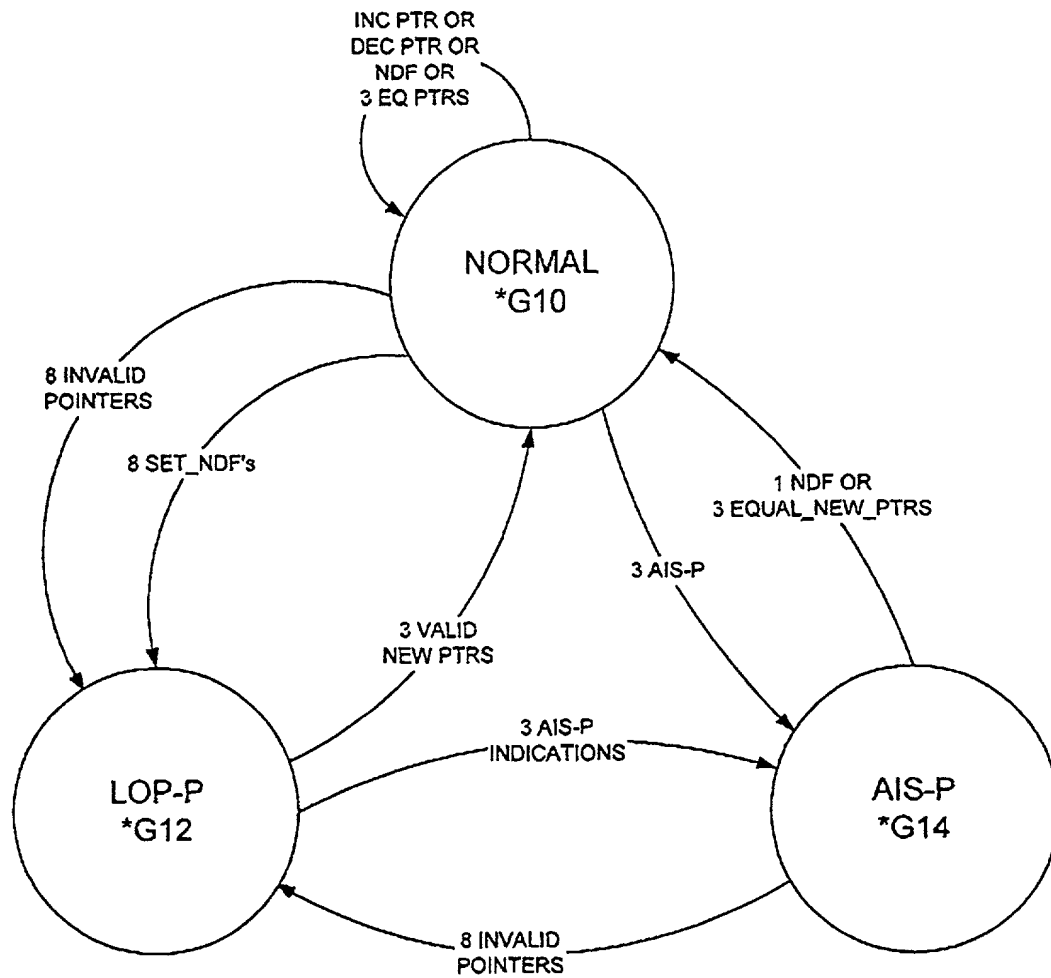 INC PTR OR
DEC PTR OR
NDF OR
3 EQ PTRS
NORMAL
*G10
8 INVALID
POINTERS
8 SET_NDF's
1 NDF OR
3 EQUAL_NEW_PTRS
3 AIS-P
3 VALID
NEW PTRS
3 AIS-P
INDICATIONS
LOP-P
*G12
AIS-P
*G14
8 INVALID
POINTERS